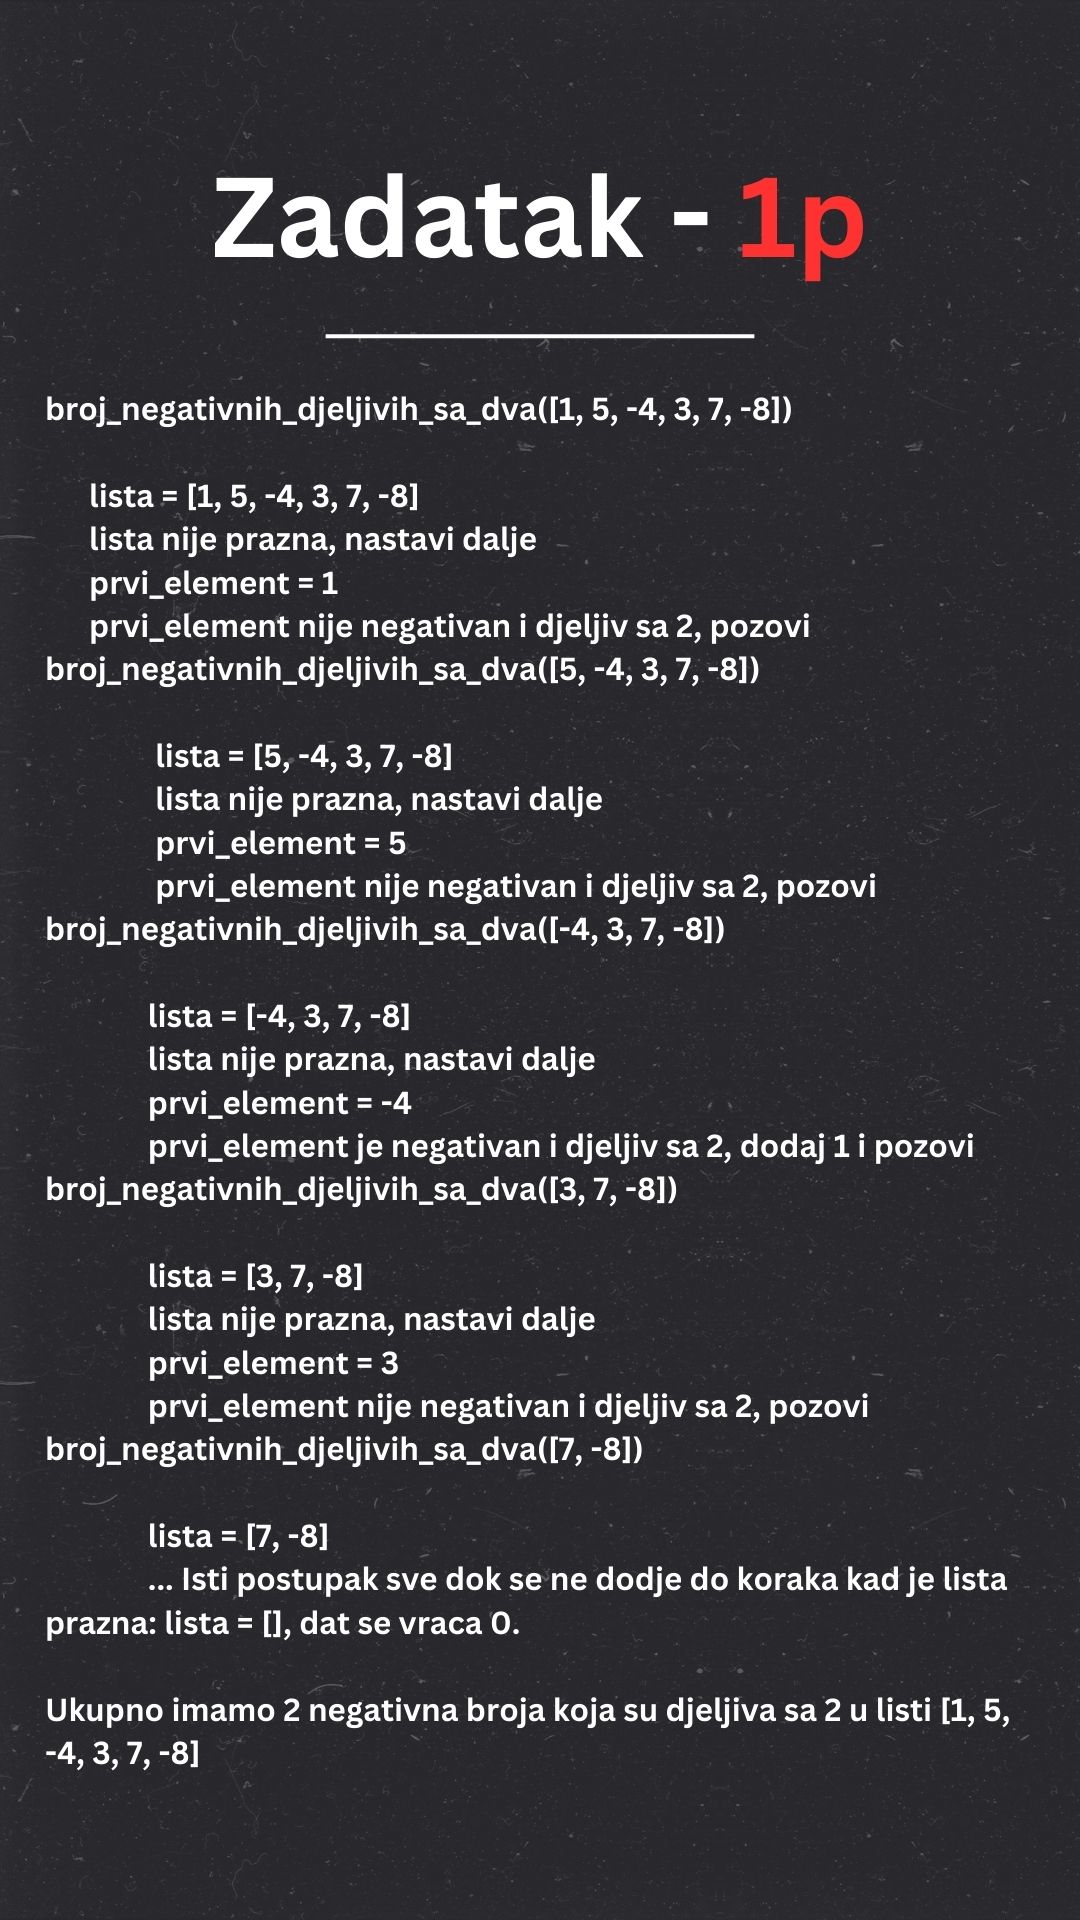 Zadatak - 1p
broj_negativnih_djeljivih_sa_dva([1, 5, -4, 3, 7, -8])
lista = [1, 5, -4, 3, 7, -8]
lista nije prazna, nastavi dalje
prvi_element = 1
prvi_element nije negativan i djeljiv sa 2, pozovi
broj_negativnih_djeljivih_sa_dva([5, -4, 3, 7, -8])
lista = [5, -4, 3, 7, -8]
lista nije prazna, nastavi dalje
prvi_element = 5
prvi_element nije negativan i djeljiv sa 2, pozovi
broj_negativnih_djeljivih_sa_dva([-4, 3, 7, -8])
lista = [-4, 3, 7, -8]
lista nije prazna, nastavi dalje
prvi_element = -4
prvi_element je negativan i djeljiv sa 2, dodaj 1 i pozovi
broj_negativnih_djeljivih_sa_dva([3, 7, -8])
lista = [3, 7, -8]
lista nije prazna, nastavi dalje
prvi_element = 3
prvi_element nije negativan i djeljiv sa 2, pozovi
broj_negativnih_djeljivih_sa_dva([7, -8])
lista = [7, -8]
... Isti postupak sve dok se ne dodje do koraka kad je lista
prazna: lista = [], dat se vraca 0.
Ukupno imamo 2 negativna broja koja su djeljiva sa 2 u listi [1, 5,
-4, 3, 7, -8]